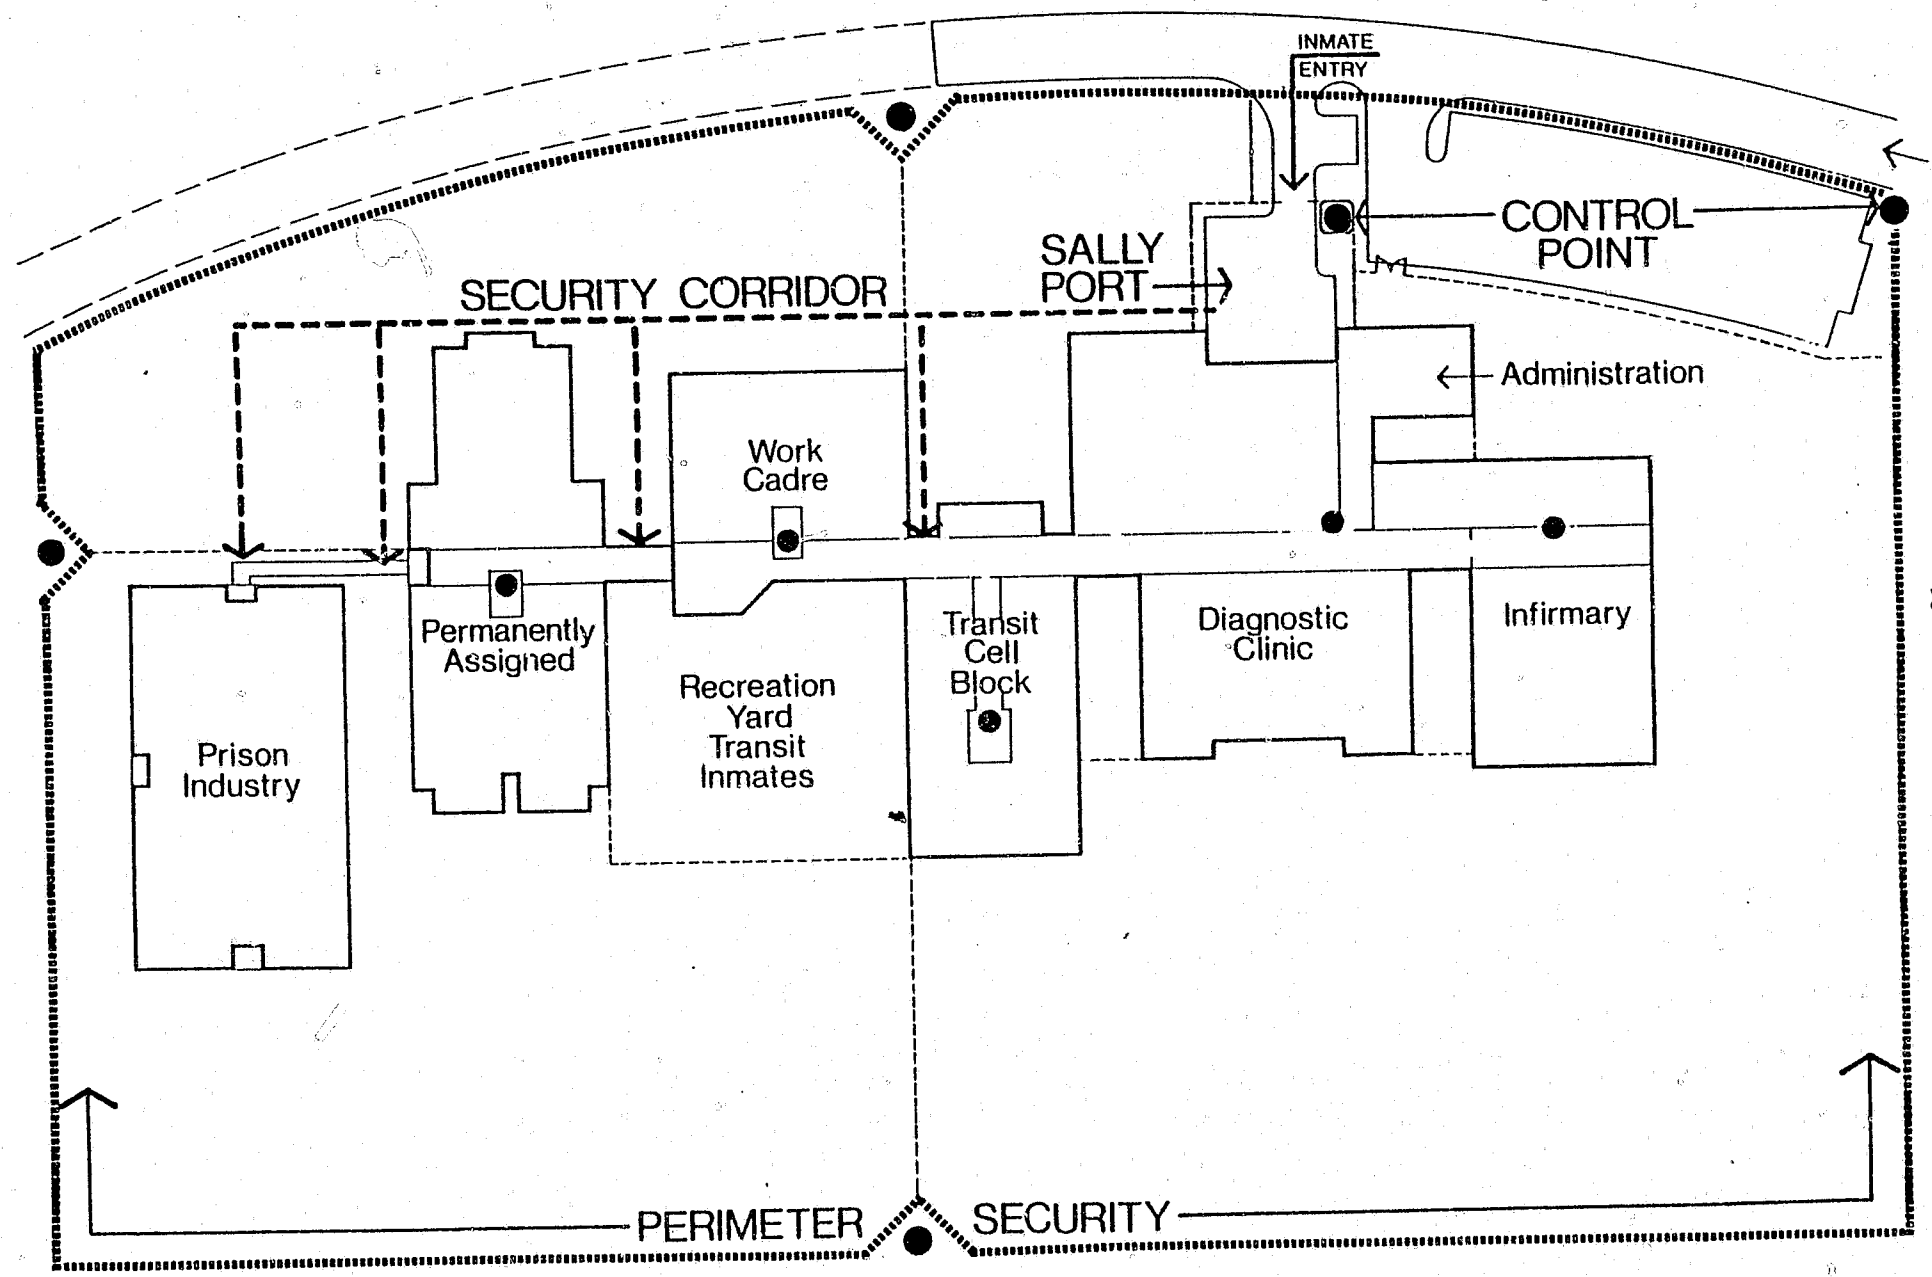 INMATE
ENTRY
CONTROL
POINT
SALLY
PORT
SECURITY CORRIDOR
Administration
Work
Cadre
Permanently
Assigned
Transit
Cell
Block
Diagnostic
Clinic
Infirmary
Recreation
Yard
Transit
Inmates
Prison
Industry
PERIMETER SECURITY